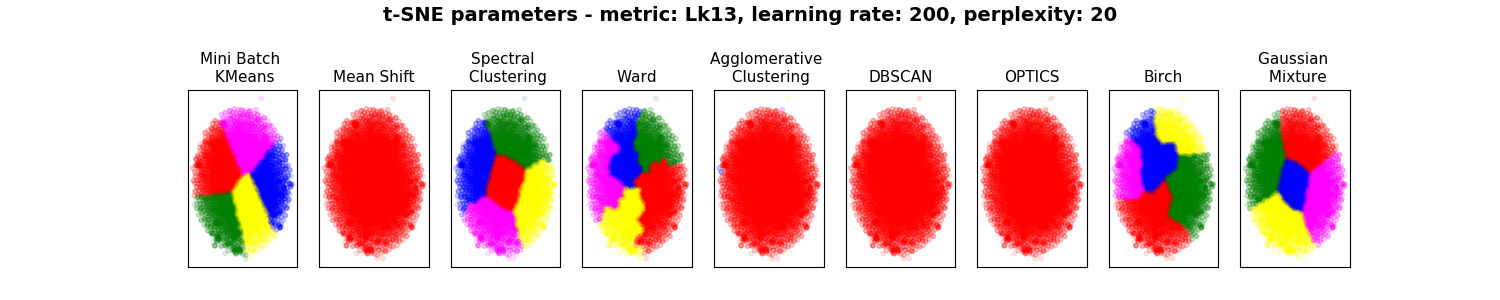 t-SNE parameters - metric: Lk13, learning rate: 200, perplexity: 20
Mini Batch
KMeans
Mean Shift
Spectral
Clustering
Ward
Agglomerative
Clustering
DBSCAN
OPTICS
Birch
Gaussian
Mixture